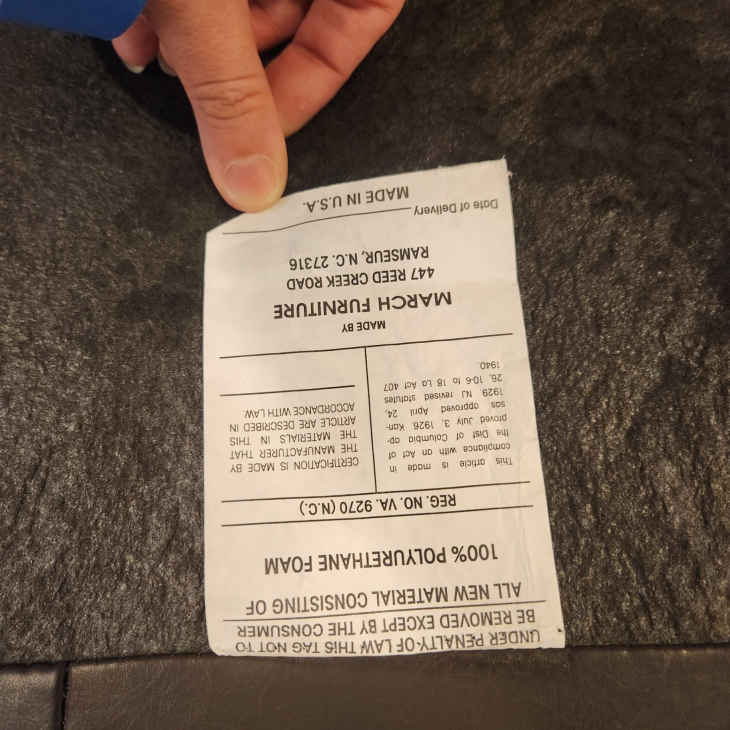 UNDER PENALTY OF LAW THIS TAG NOT TO
BE REMOVED EXCEPT BY THE CONSUMER
ALL NEW MATERIAL CONSISTING OF
100% POLYURETHANE FOAM
REG. NO. VA. 9270 (N.C.)
This article is made in
compliance with an Act of
the Dist of Columbia ap-
proved July 3, 1926 Kan-
sas approved April 24,
1929 NJ revised statutes
26, 10-6 to 18 La Act 407
1940.
CERTIFICATION IS MADE BY
THE MANUFACTURER THAT
THE MATERIALS IN THIS
ARTICLE ARE DESCRIBED IN
ACCORDANCE WITH LAW.
MADE BY
MARCH FURNITURE
447 REED CREEK ROAD
RAMSEUR, N.C. 27316
Date of Delivery
MADE IN U.S.A.